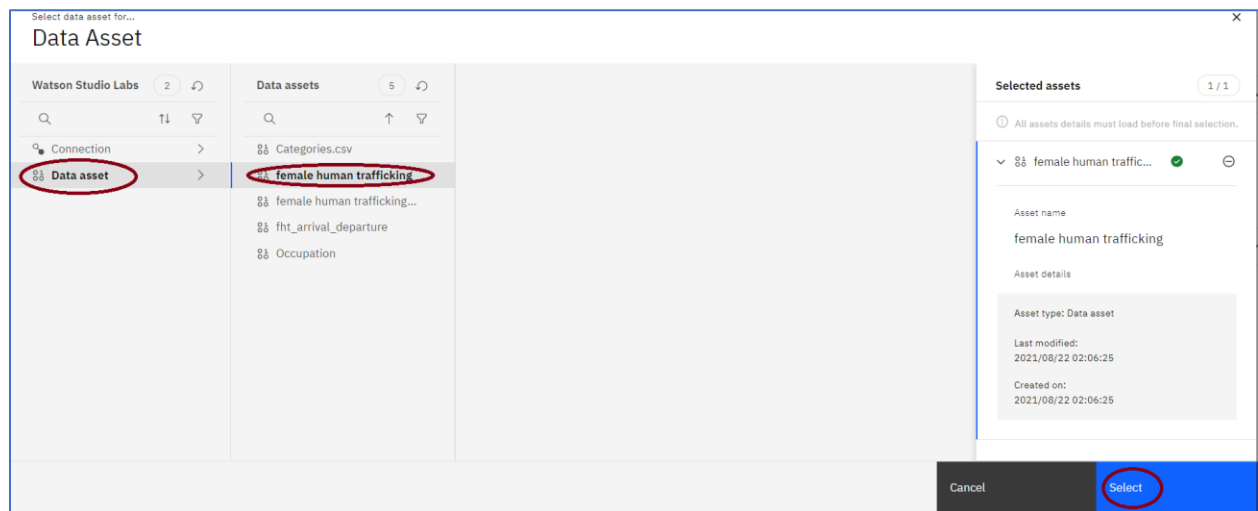 Select data asset for...
Data Asset
Watson Studio Labs 2
Connection
Data asset
Data assets 5
Categories.csv
female human trafficking
female human trafficking...
fht_arrival_departure
Occupation
Selected assets 1 / 1
All assets details must load before final selection.
female human traffic...
Asset name
female human trafficking
Asset details
Asset type: Data asset
Last modified:
2021/08/22 02:06:25
Created on:
2021/08/22 02:06:25
Cancel
Select